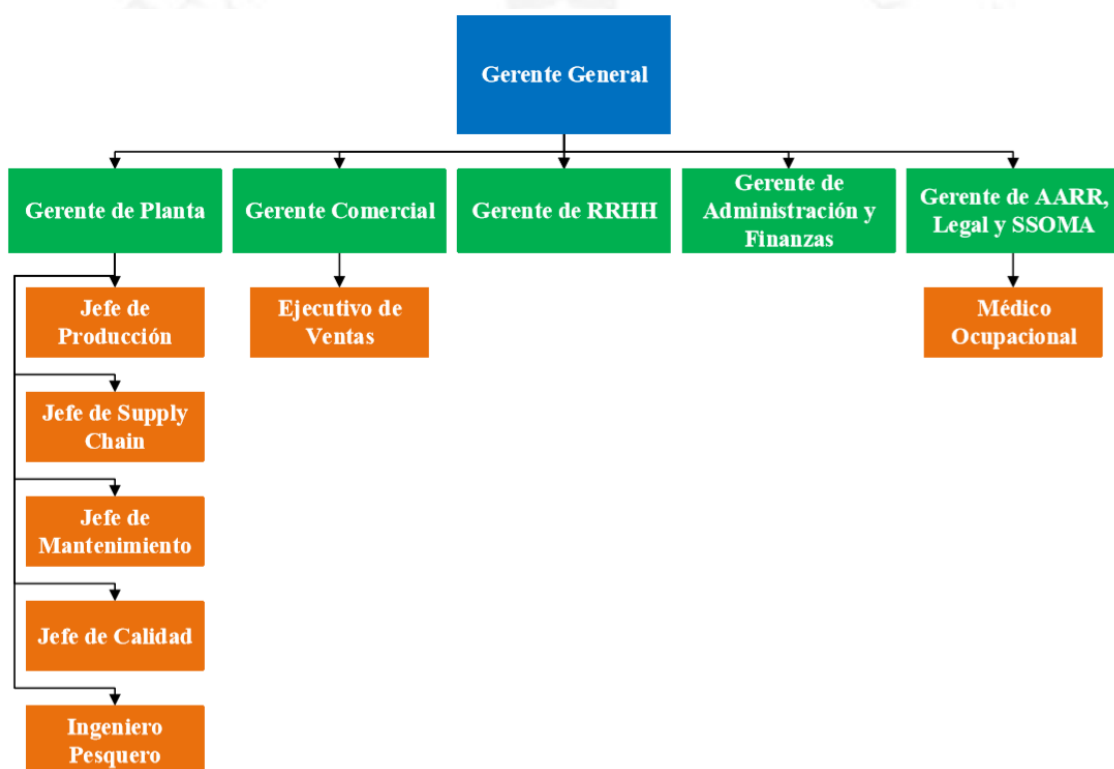 Gerente General
Gerente de Planta
Gerente Comercial
Gerente de RRHH
Gerente de
Administración y
Finanzas
Gerente de AARR,
Legal y SSOMA
Jefe de
Producción
Ejecutivo de
Ventas
Médico
Ocupacional
Jefe de Supply
Chain
Jefe de
Mantenimiento
Jefe de Calidad
Ingeniero
Pesquero